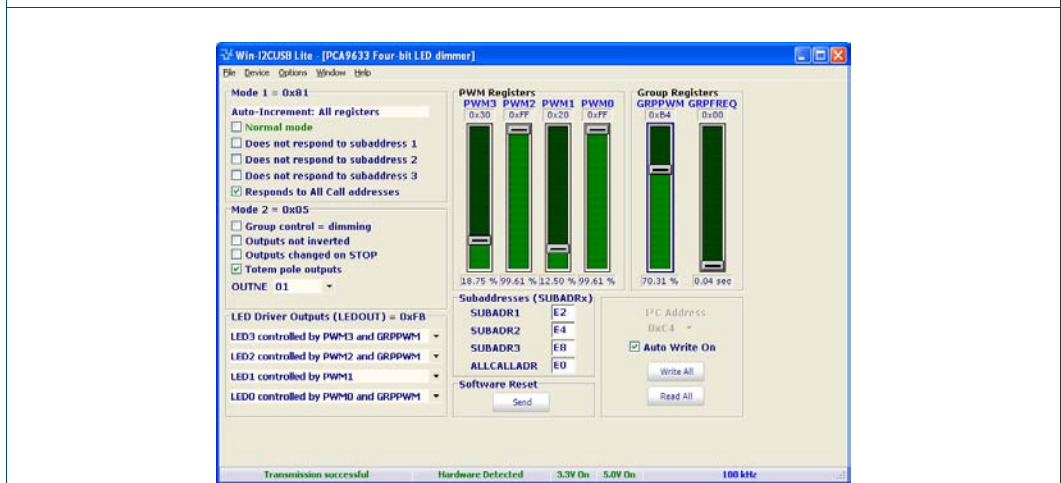 Win-I2CUSB Lite - [PCA9633 Four-bit LED dimmer]
File Device Options Window Help
Mode 1 = 0x81
Auto-Increment: All registers
Normal mode
Does not respond to subaddress 1
Does not respond to subaddress 2
Does not respond to subaddress 3
Responds to All Call addresses
Mode 2 = 0x05
Group control = dimming
Outputs not inverted
Outputs changed on STOP
Totem pole outputs
OUTNE 01
LED Driver Outputs (LEDOUT) = 0xFB
LED3 controlled by PWM3 and GRPPWM
LED2 controlled by PWM2 and GRPPWM
LED1 controlled by PWM1
LED0 controlled by PWM0 and GRPPWM
PWM Registers
PWM3 PWM2 PWM1 PWM0
0x30 0xFF 0x20 0xFF
18.75 % 99.61 % 12.50 % 99.61 %
Group Registers
GRPPWM GRPFREQ
0xB4 0x00
70.31 % 0.04 sec
Subaddresses (SUBADRx)
SUBADR1 E2
SUBADR2 E4
SUBADR3 E8
ALLCALLADR E0
Software Reset
Send
I²C Address
0xC4
Auto Write On
Write All
Read All
Transmission successful Hardware Detected 3.3V On 5.0V On 100 kHz